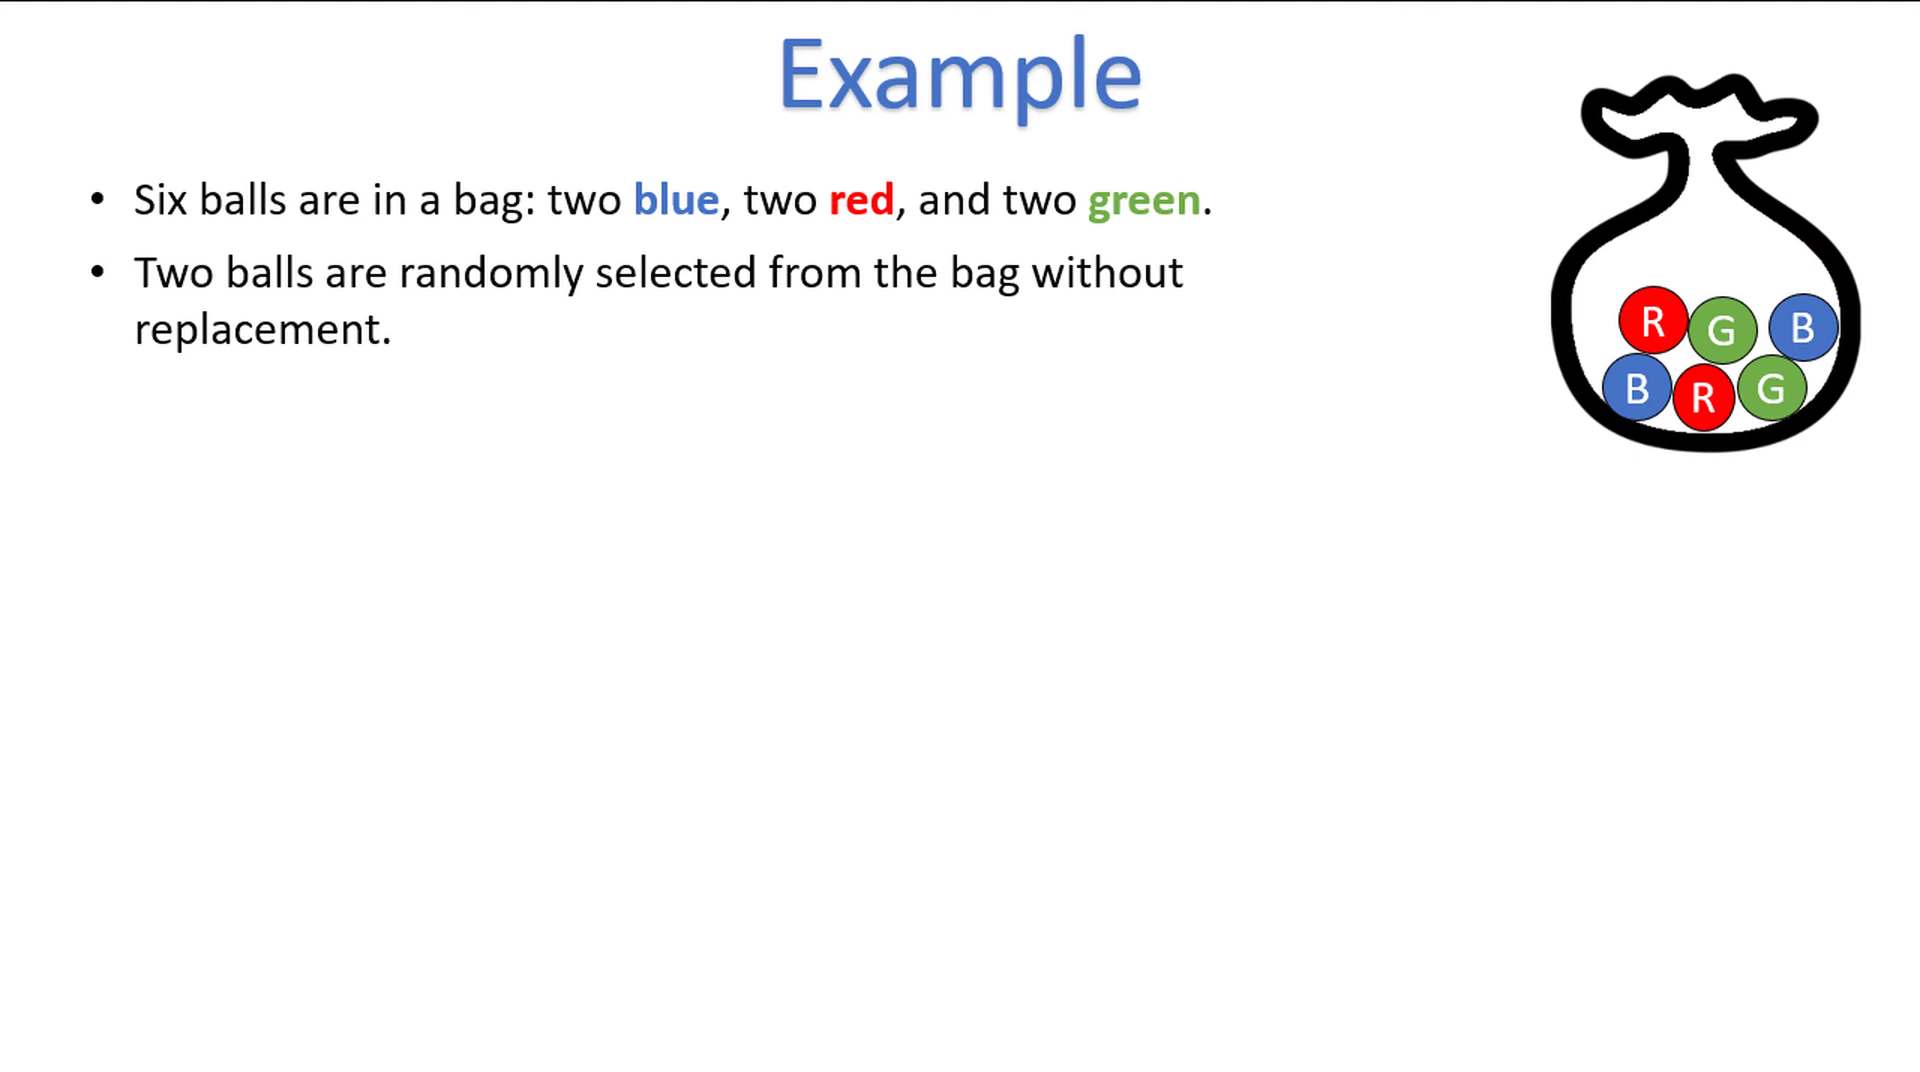 Example
• Six balls are in a bag: two blue, two red, and two green.
• Two balls are randomly selected from the bag without
replacement.
R G B
B R G